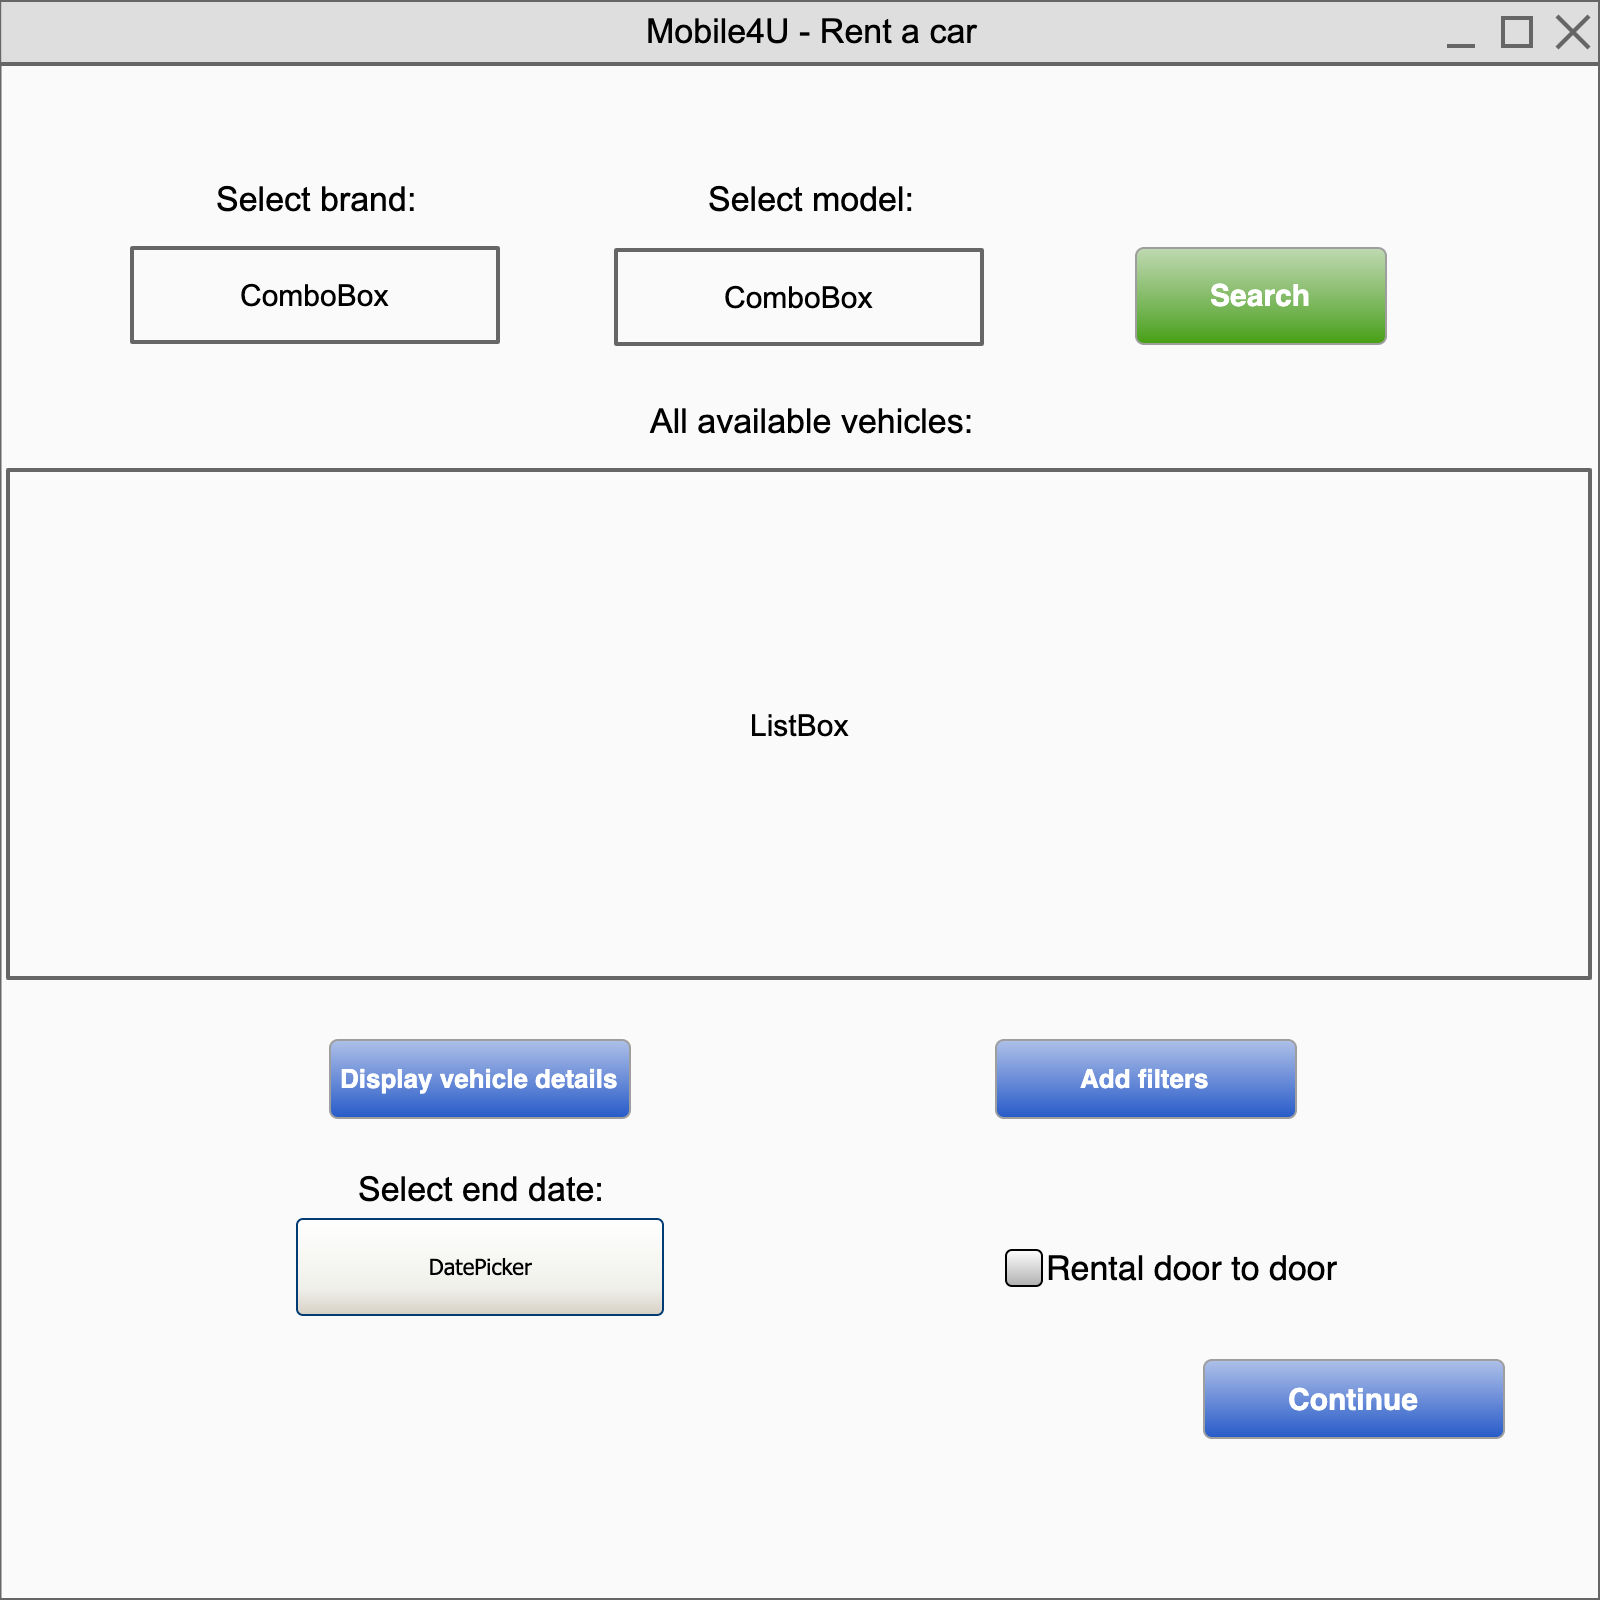 Mobile4U - Rent a car
Select brand:
Select model:
ComboBox
ComboBox
Search
All available vehicles:
ListBox
Display vehicle details
Add filters
Select end date:
DatePicker
Rental door to door
Continue